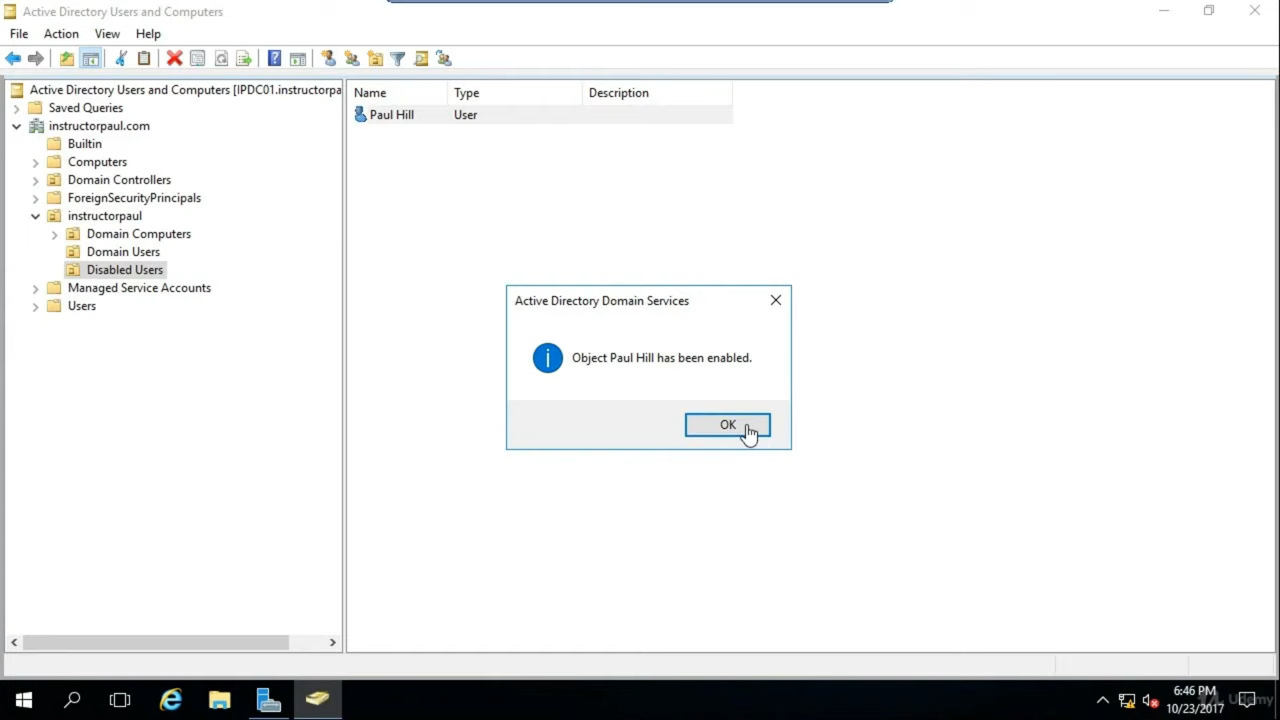 Active Directory Users and Computers
File Action View Help
Active Directory Users and Computers [IPDC01.instructorpa
Saved Queries
instructorpaul.com
Builtin
Computers
Domain Controllers
ForeignSecurityPrincipals
instructorpaul
Domain Computers
Domain Users
Disabled Users
Managed Service Accounts
Users
Name Type Description
Paul Hill User
Active Directory Domain Services
Object Paul Hill has been enabled.
OK
6:46 PM
10/23/2017
Udemy